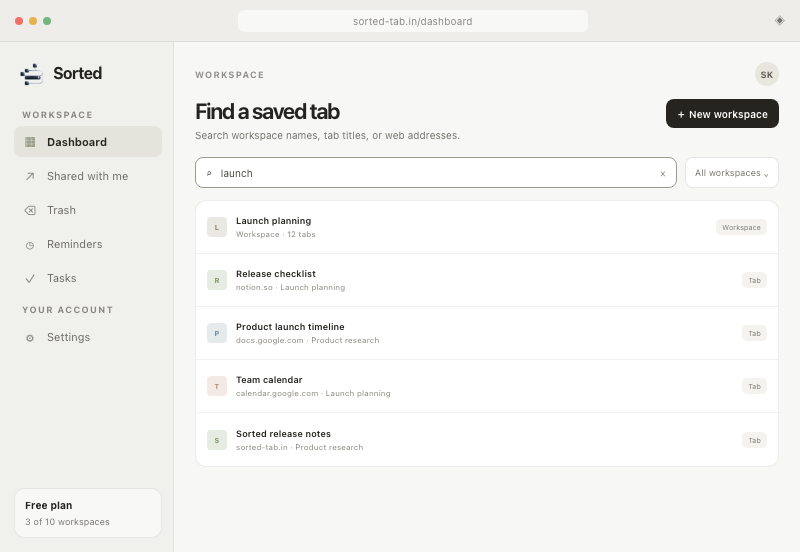 sorted-tab.in/dashboard
Sorted
WORKSPACE
Dashboard
Shared with me
Trash
Reminders
Tasks
YOUR ACCOUNT
Settings
Free plan
3 of 10 workspaces
WORKSPACE
SK
Find a saved tab
Search workspace names, tab titles, or web addresses.
+ New workspace
launch
x
All workspaces
L
Launch planning
Workspace · 12 tabs
Workspace
R
Release checklist
notion.so · Launch planning
Tab
P
Product launch timeline
docs.google.com · Product research
Tab
T
Team calendar
calendar.google.com · Launch planning
Tab
S
Sorted release notes
sorted-tab.in · Product research
Tab